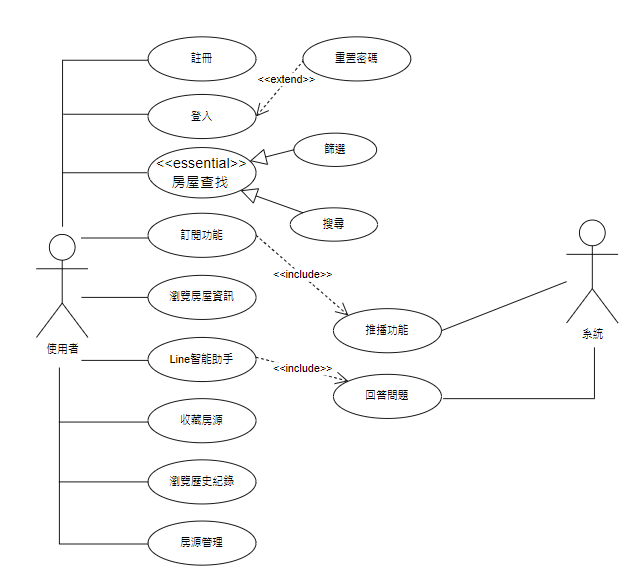 註冊
重置密碼
<<extend>>
登入
<<essential>>
房屋查找
篩選
搜尋
訂閱功能
<<include>>
瀏覽房屋資訊
推播功能
系統
使用者
Line智能助手
<<include>>
回答問題
收藏房源
瀏覽歷史紀錄
房源管理